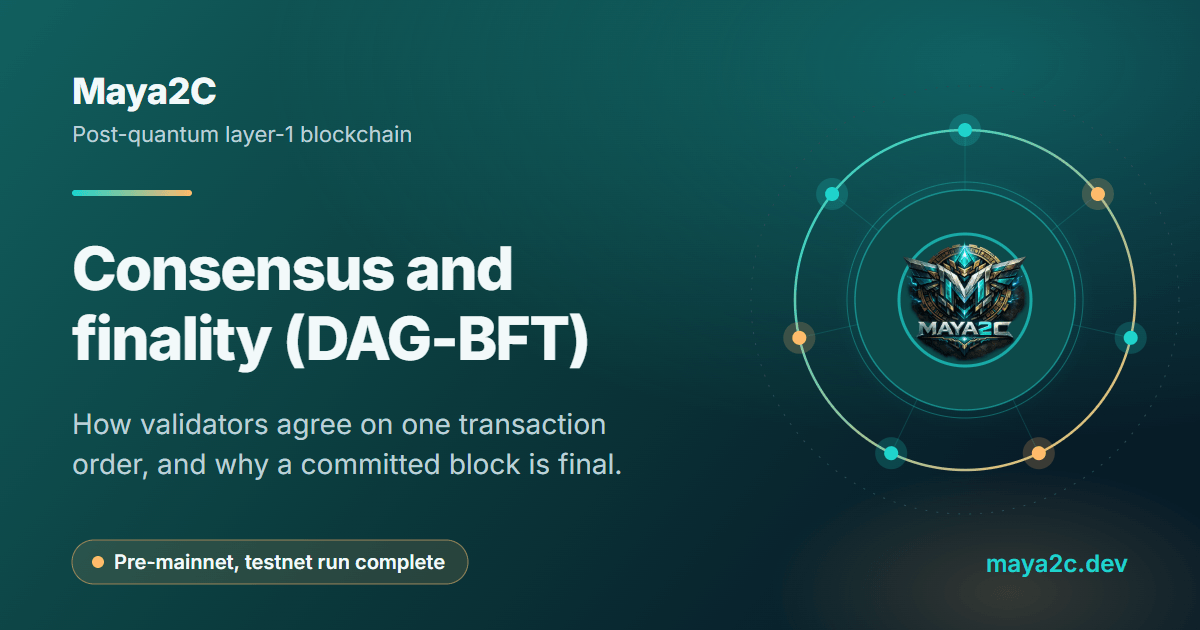 Maya2C
Post-quantum layer-1 blockchain
Consensus and
finality (DAG-BFT)
How validators agree on one transaction
order, and why a committed block is final.
Pre-mainnet, testnet run complete
MAYA2C
maya2c.dev